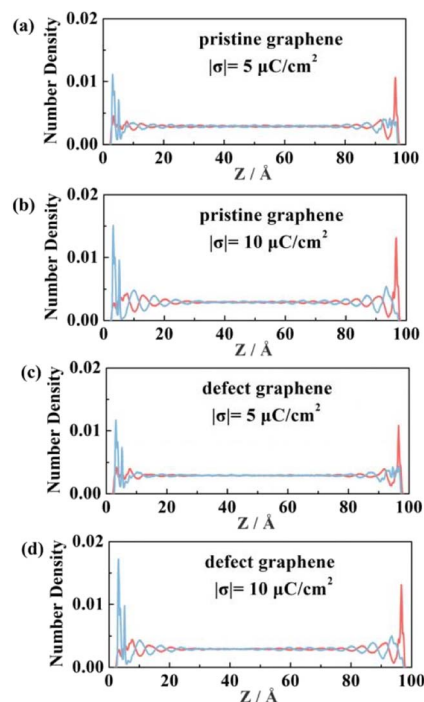 (a)
0.02
pristine graphene
|σ|= 5 μC/cm²
0.01
Number Density
0.00
0 20 40 60 80 100
Z / Å
(b)
0.02
pristine graphene
|σ|= 10 μC/cm²
0.01
Number Density
0.00
0 20 40 60 80 100
Z / Å
(c)
0.02
defect graphene
|σ|= 5 μC/cm²
0.01
Number Density
0.00
0 20 40 60 80 100
Z / Å
(d)
0.02
defect graphene
|σ|= 10 μC/cm²
0.01
Number Density
0.00
0 20 40 60 80 100
Z / Å